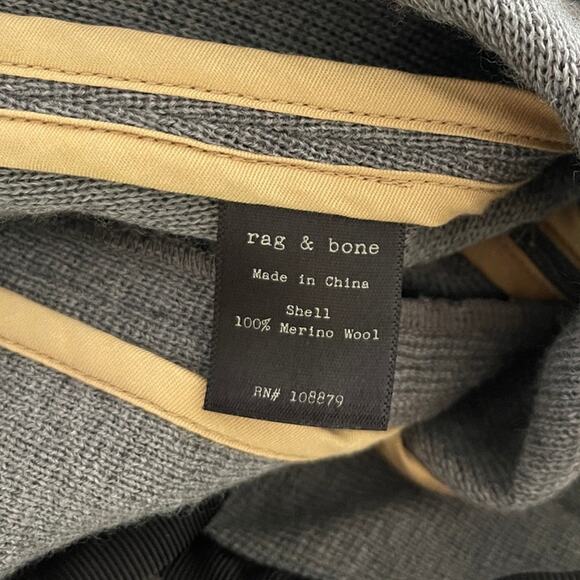 rag & bone
Made in China
Shell
100% Merino Wool
RN# 108879